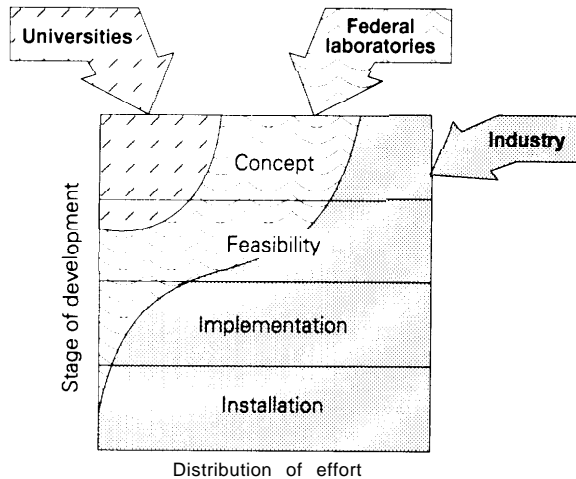 Universities
Federal
laboratories
Industry
Concept
Feasibility
Implementation
Installation
Stage of development
Distribution of effort